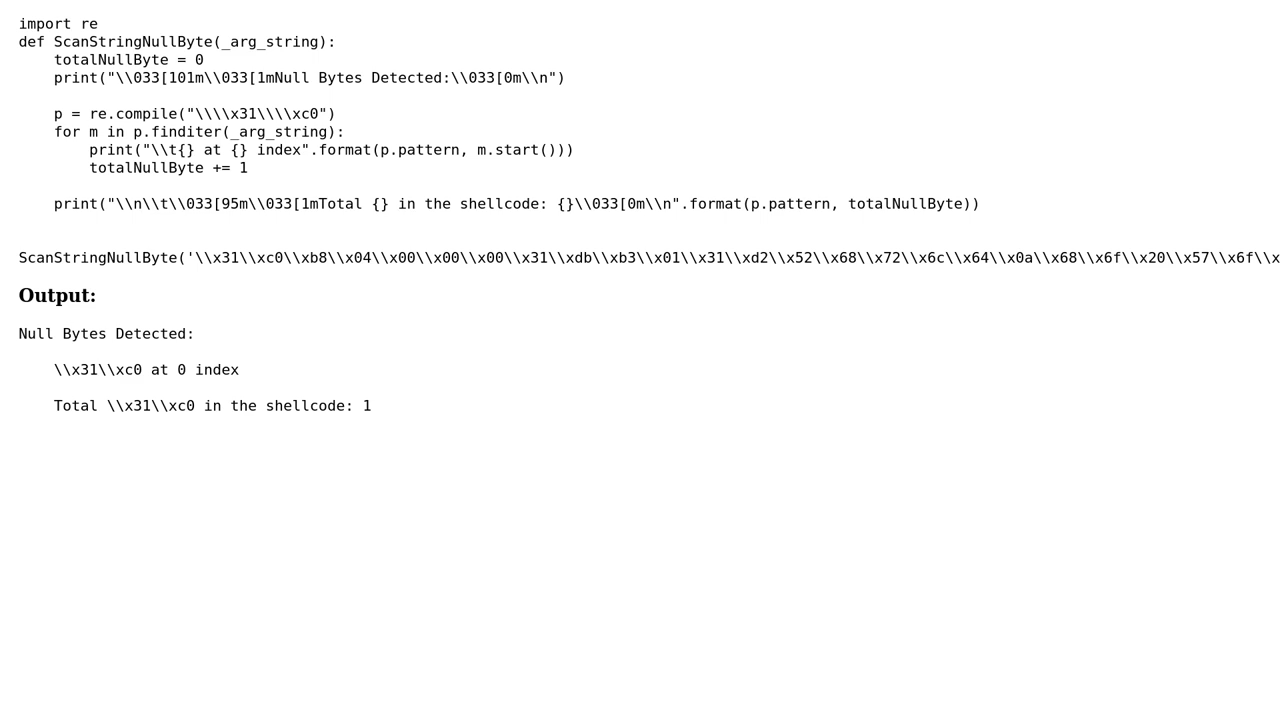 import re
def ScanStringNullByte(_arg_string):
    totalNullByte = 0
    print("\\033[101m\\033[1mNull Bytes Detected:\\033[0m\\n")

    p = re.compile("\\\\x31\\\\xc0")
    for m in p.finditer(_arg_string):
        print("\\t{} at {} index".format(p.pattern, m.start()))
        totalNullByte += 1

    print("\\n\\t\\033[95m\\033[1mTotal {} in the shellcode: {}\\033[0m\\n".format(p.pattern, totalNullByte))

ScanStringNullByte('\\x31\\xc0\\xb8\\x04\\x00\\x00\\x00\\x31\\xdb\\xb3\\x01\\x31\\xd2\\x52\\x68\\x72\\x6c\\x64\\x0a\\x68\\x6f\\x20\\x57\\x6f\\x
Output:
Null Bytes Detected:

    \\x31\\xc0 at 0 index

    Total \\x31\\xc0 in the shellcode: 1